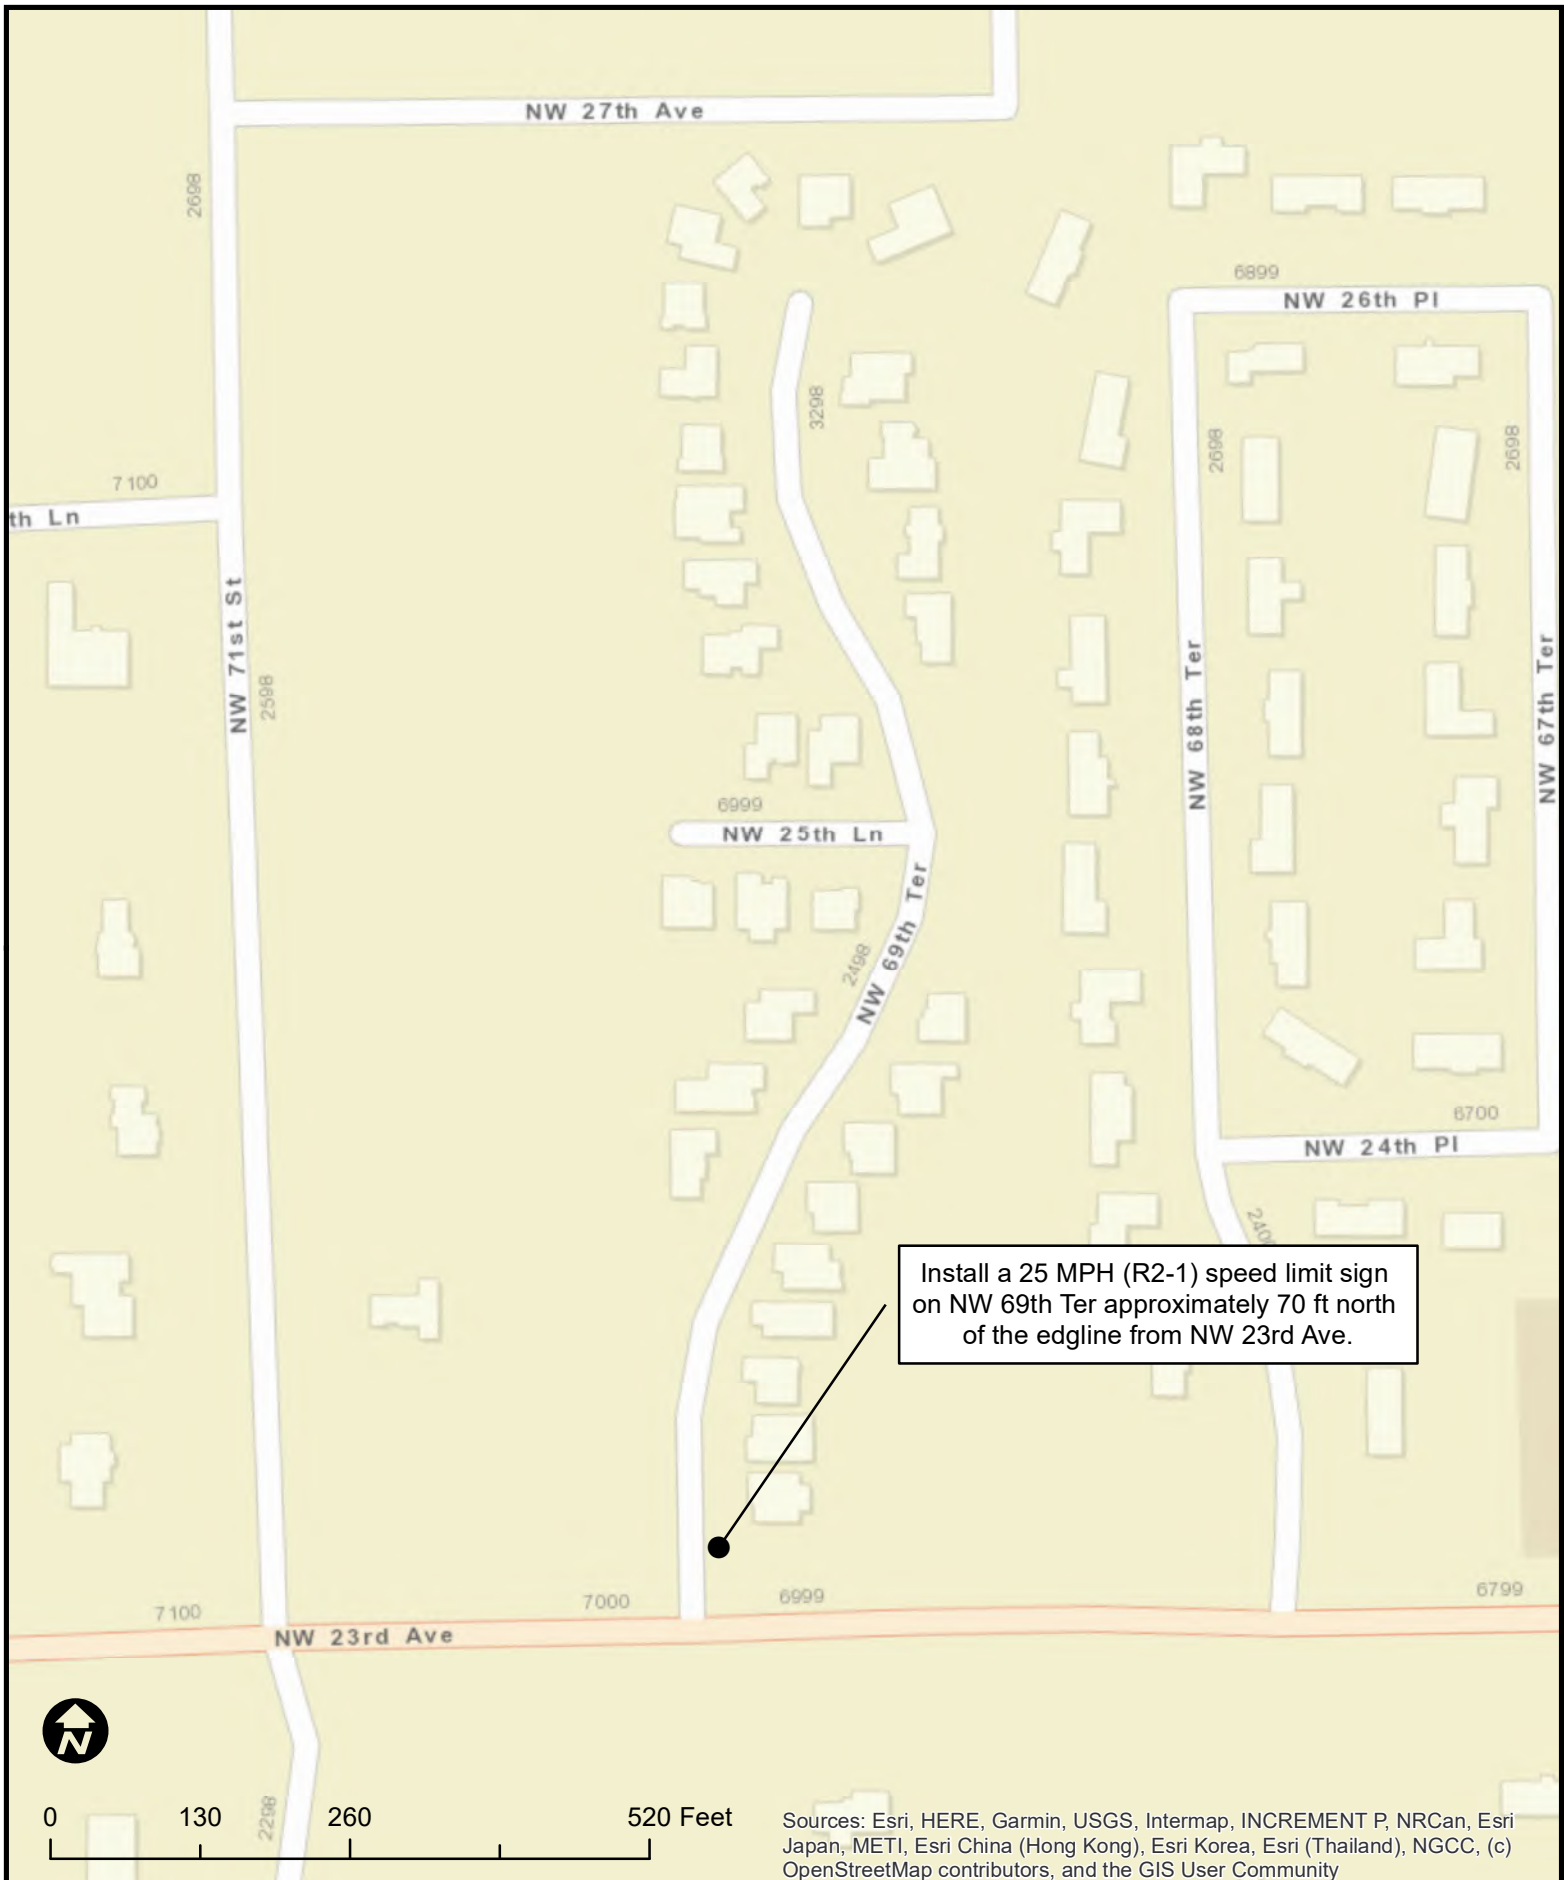 NW 27th Ave
2698
6899
NW 26th Pl
3298
2698
2698
7100
th Ln
NW 71st St
2598
NW 68th Ter
NW 67th Ter
6999
NW 25th Ln
NW 69th Ter
2498
6700
NW 24th Pl
Install a 25 MPH (R2-1) speed limit sign
on NW 69th Ter approximately 70 ft north
of the edgline from NW 23rd Ave.
7100
7000
6999
6799
NW 23rd Ave
N
2298
0 130 260 520 Feet
Sources: Esri, HERE, Garmin, USGS, Intermap, INCREMENT P, NRCan, Esri
Japan, METI, Esri China (Hong Kong), Esri Korea, Esri (Thailand), NGCC, (c)
OpenStreetMap contributors, and the GIS User Community